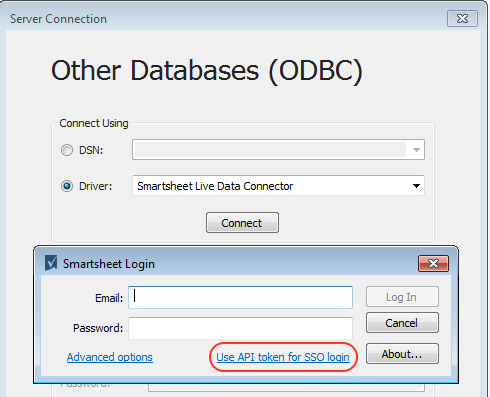 Server Connection
Other Databases (ODBC)
Connect Using
DSN:
Driver: Smartsheet Live Data Connector
Connect
Smartsheet Login
Email: Log In
Password: Cancel
Advanced options Use API token for SSO login About...
Password: